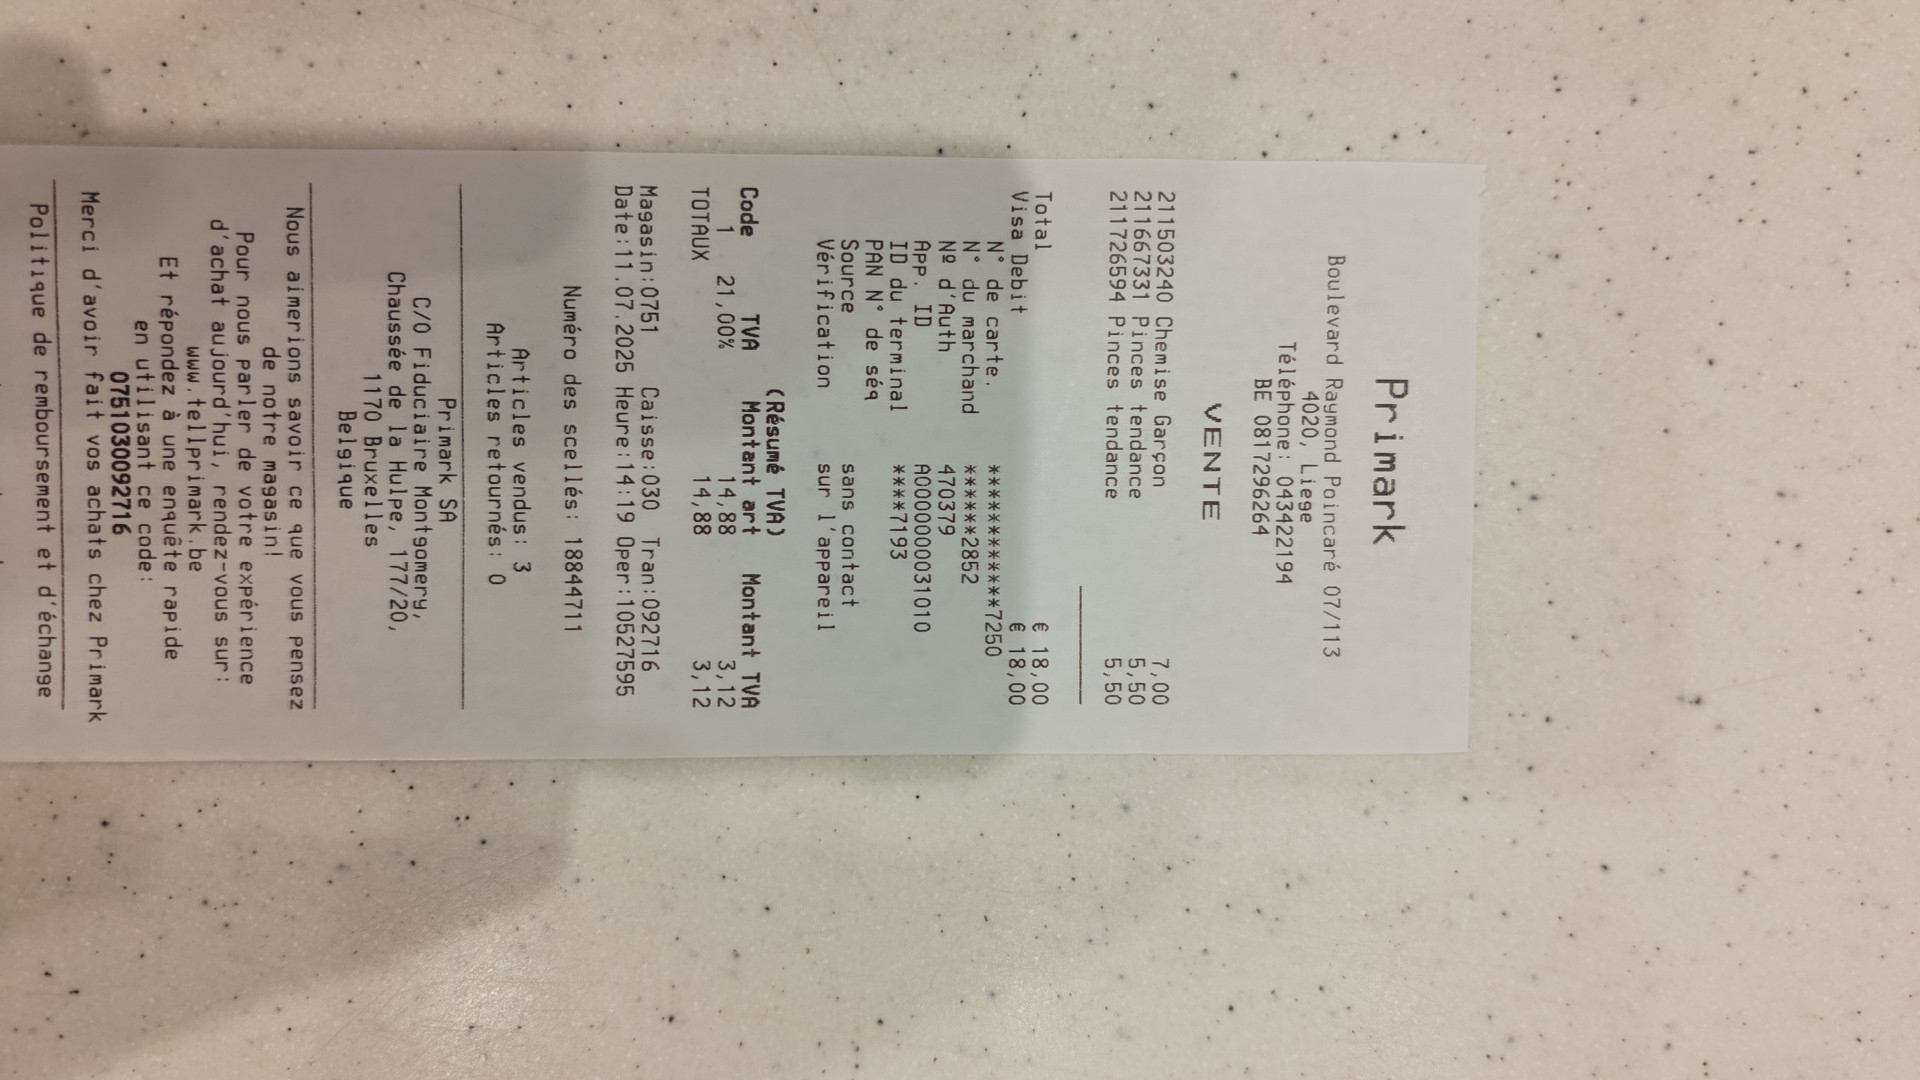 Primark
Boulevard Raymond Poincaré 07/113
4020, Liege
Téléphone: 043422194
BE 0817296264
VENTE
211503240 Chemise Garçon 7,00
211667331 Pinces tendance 5,50
211726594 Pinces tendance 5,50
Total € 18,00
Visa Debit € 18,00
N° de carte. ************7250
N° du marchand ******2852
Nº d'Auth 470379
App. ID A0000000031010
ID du terminal ****7193
PAN N° de séq
Source sans contact
Vérification sur l'appareil
(Résumé TVA)
Code TVA Montant art Montant TVA
1 21,00% 14,88 3,12
TOTAUX 14,88 3,12
Magasin:0751 Caisse:030 Tran:092716
Date:11.07.2025 Heure:14:19 Oper:10527595
Numéro des scellés: 18844711
Articles vendus: 3
Articles retournés: 0
Primark SA
C/O Fiduciaire Montgomery,
Chaussée de la Hulpe, 177/20,
1170 Bruxelles
Belgique
Nous aimerions savoir ce que vous pensez
de notre magasin!
Pour nous parler de votre expérience
d'achat aujourd'hui, rendez-vous sur:
www.tellprimark.be
Et répondez à une enquête rapide
en utilisant ce code:
0751030092716
Merci d'avoir fait vos achats chez Primark
Politique de remboursement et d'échange